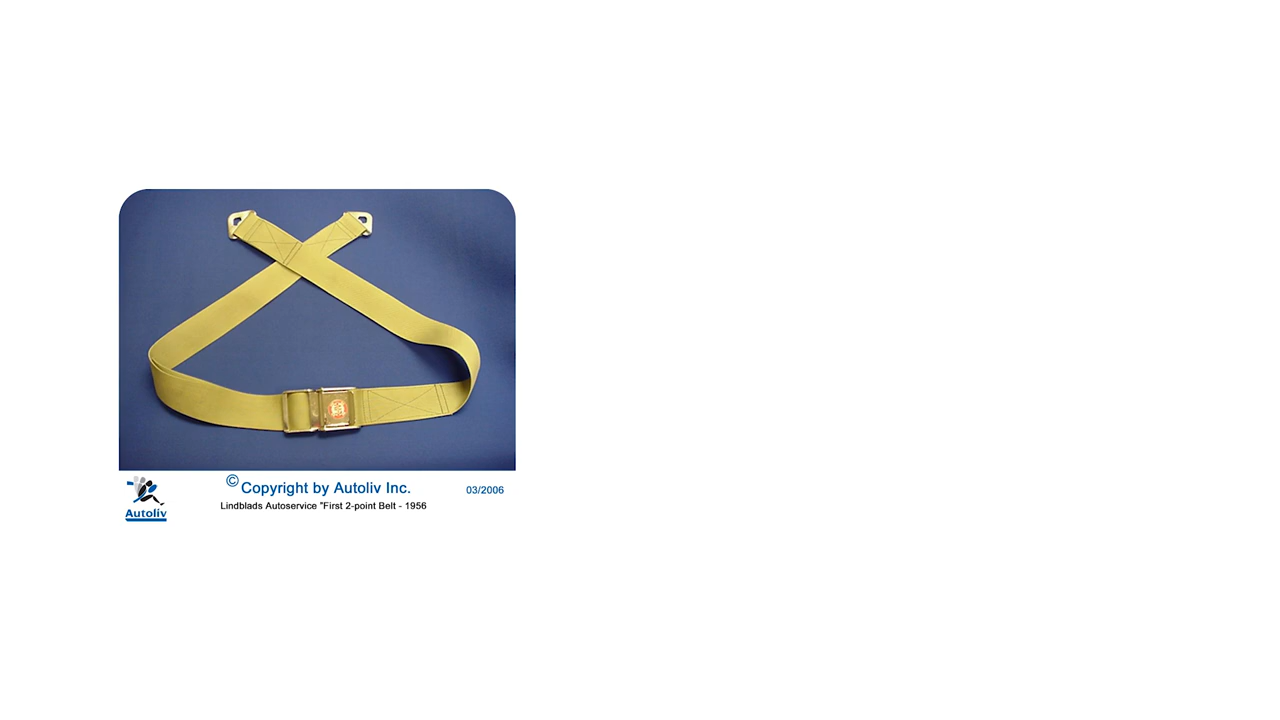 © Copyright by Autoliv Inc.
03/2006
Lindblads Autoservice "First 2-point Belt - 1956
Autoliv